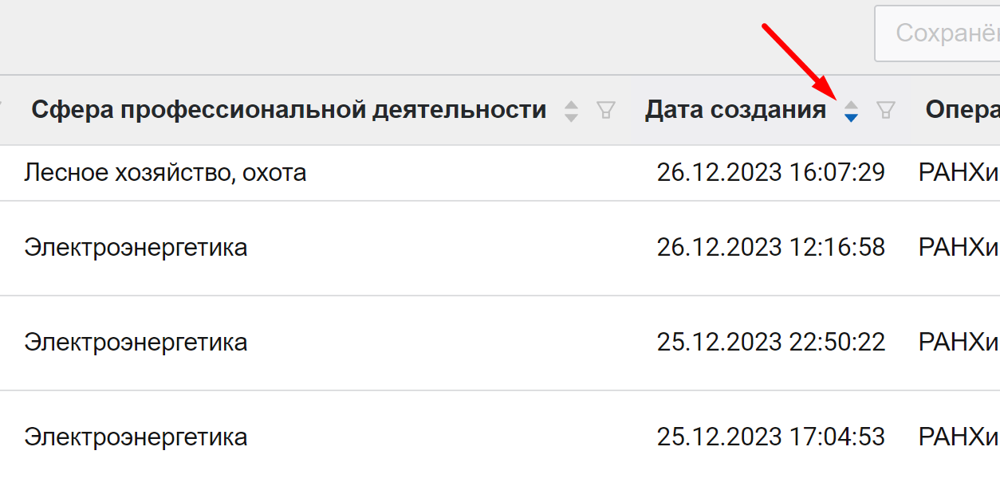 Сохранён
Сфера профессиональной деятельности Дата создания Опера
Лесное хозяйство, охота 26.12.2023 16:07:29 РАНХи
Электроэнергетика 26.12.2023 12:16:58 РАНХи
Электроэнергетика 25.12.2023 22:50:22 РАНХи
Электроэнергетика 25.12.2023 17:04:53 РАНХи